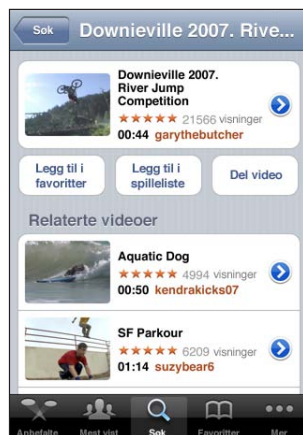 Søk
Downieville 2007. Rive...
Downieville 2007.
River Jump
Competition
21566 visninger
00:44 garythebutcher
Legg til i
favoritter
Legg til i
spilleliste
Del video
Relaterte videoer
Aquatic Dog
4994 visninger
00:50 kendrakicks07
SF Parkour
6209 visninger
01:14 suzybear6
Anbefalte
Mest vist
Søk
Favoritter
Mer